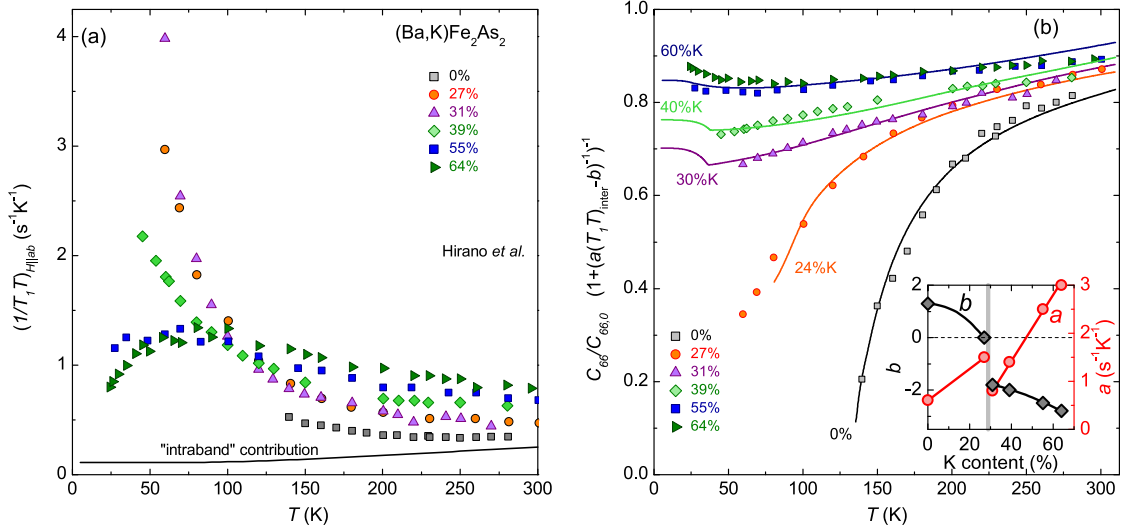 (a)
(Ba,K)Fe2As2
0%
27%
31%
39%
55%
64%
Hirano et al.
"intraband" contribution
(1/T1T)H||ab (s-1K-1)
4
3
2
1
0
0 50 100 150 200 250 300
T (K)
(b)
60%K
40%K
30%K
24%K
0%
0%
27%
31%
39%
55%
64%
C66/C66,0 (1+(a(T1T)inter-b)-1)-1
1.0
0.8
0.6
0.4
0.2
0.0
0 50 100 150 200 250 300
T (K)
b
a
2
0
-2
b
3
2
1
0
a (s-1K-1)
0 20 40 60
K content (%)